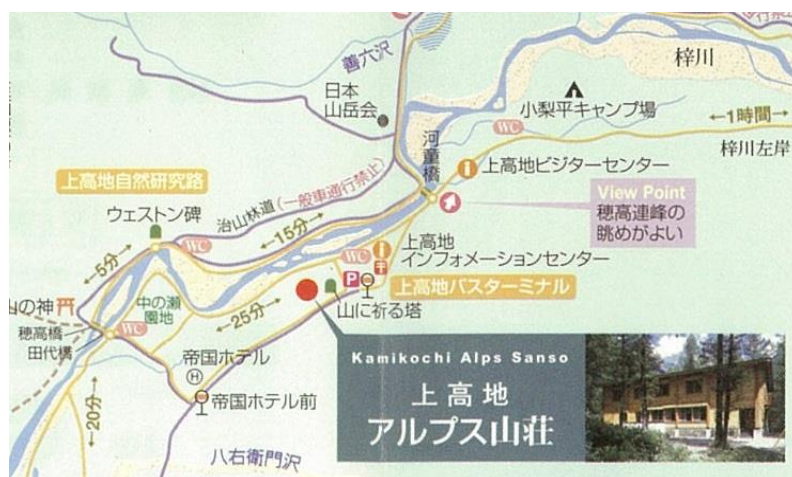 善六沢
日本
山岳会
梓川
小梨平キャンプ場
WC
←1時間→
梓川左岸
河童橋
上高地ビジターセンター
View Point
穂高連峰の
眺めがよい
上高地自然研究路
ウェストン碑
治山林道
(一般車通行禁止)
WC
←15分→
WC
上高地
インフォメーションセンター
P
上高地バスターミナル
←5分→
中の瀬
園地
←25分→
山に祈る塔
山の神
穂高橋
田代橋
WC
帝国ホテル
H
帝国ホテル前
←20分→
八右衛門沢
Kamikochi Alps Sanso
上高地
アルプス山荘